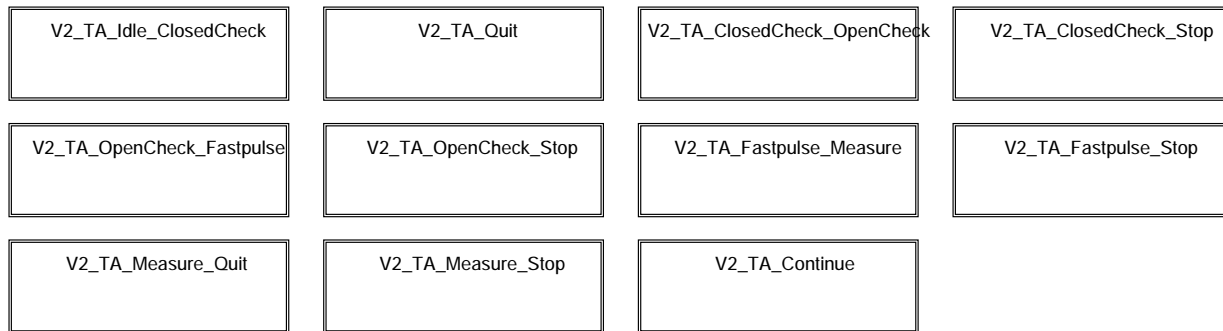 V2_TA_Idle_ClosedCheck
V2_TA_Quit
V2_TA_ClosedCheck_OpenCheck
V2_TA_ClosedCheck_Stop
V2_TA_OpenCheck_Fastpulse
V2_TA_OpenCheck_Stop
V2_TA_Fastpulse_Measure
V2_TA_Fastpulse_Stop
V2_TA_Measure_Quit
V2_TA_Measure_Stop
V2_TA_Continue